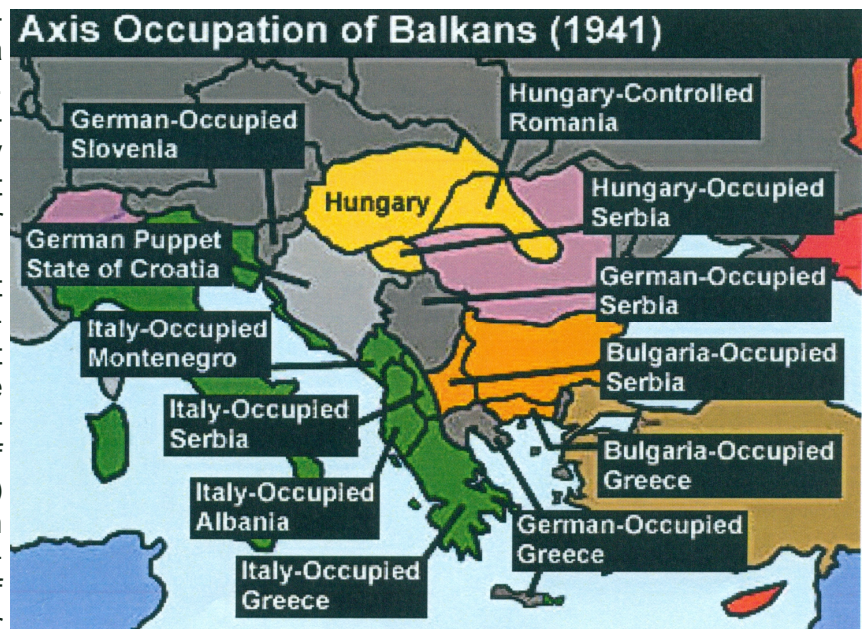 Axis Occupation of Balkans (1941)
Hungary-Controlled
Romania
German-Occupied
Slovenia
Hungary
Hungary-Occupied
Serbia
German Puppet
State of Croatia
German-Occupied
Serbia
Italy-Occupied
Montenegro
Bulgaria-Occupied
Serbia
Italy-Occupied
Serbia
Bulgaria-Occupied
Greece
Italy-Occupied
Albania
German-Occupied
Greece
Italy-Occupied
Greece